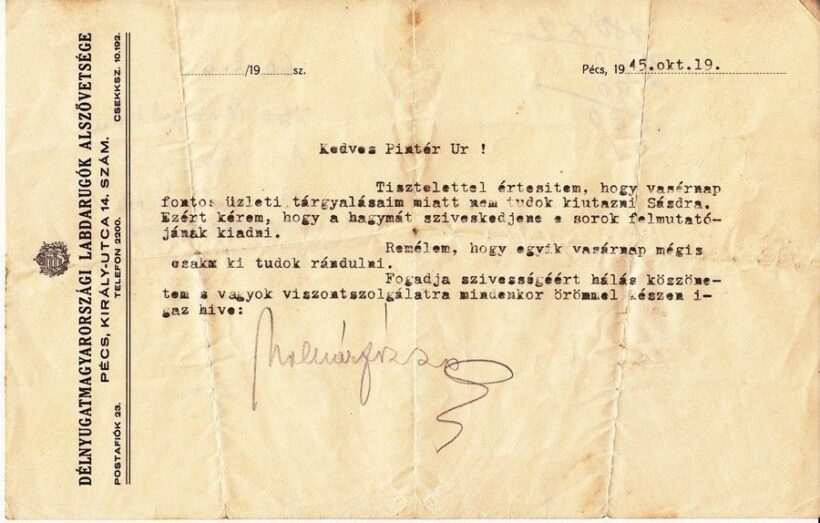 DÉLNYUGATMAGYARORSZÁGI LABDARUGÓK ALSZÖVETSÉGE
PÉCS, KIRÁLY-UTCA 14. SZÁM.
POSTAFIÓK 23. TELEFON 2200. CSEKKSZ. 10.192.
/19 sz.
Pécs, 19 45.okt.19.
Kedves Pintér Ur !
Tisztelettel értesitem, hogy vasárnap
fontos üzleti tárgyalásaim miatt nem tudok kiutazni Sásdra.
Ezért kérem, hogy a hagymát sziveskedjene e sorok felmutató-
jának kiadni.
Remélem, hogy egyik vasárnap mégis
csakm ki tudok rándulni.
Fogadja szivességéért hálás köszöne-
tem s vagyok viszontszolgálatra mindenkor örömmel készen i-
gaz hive: